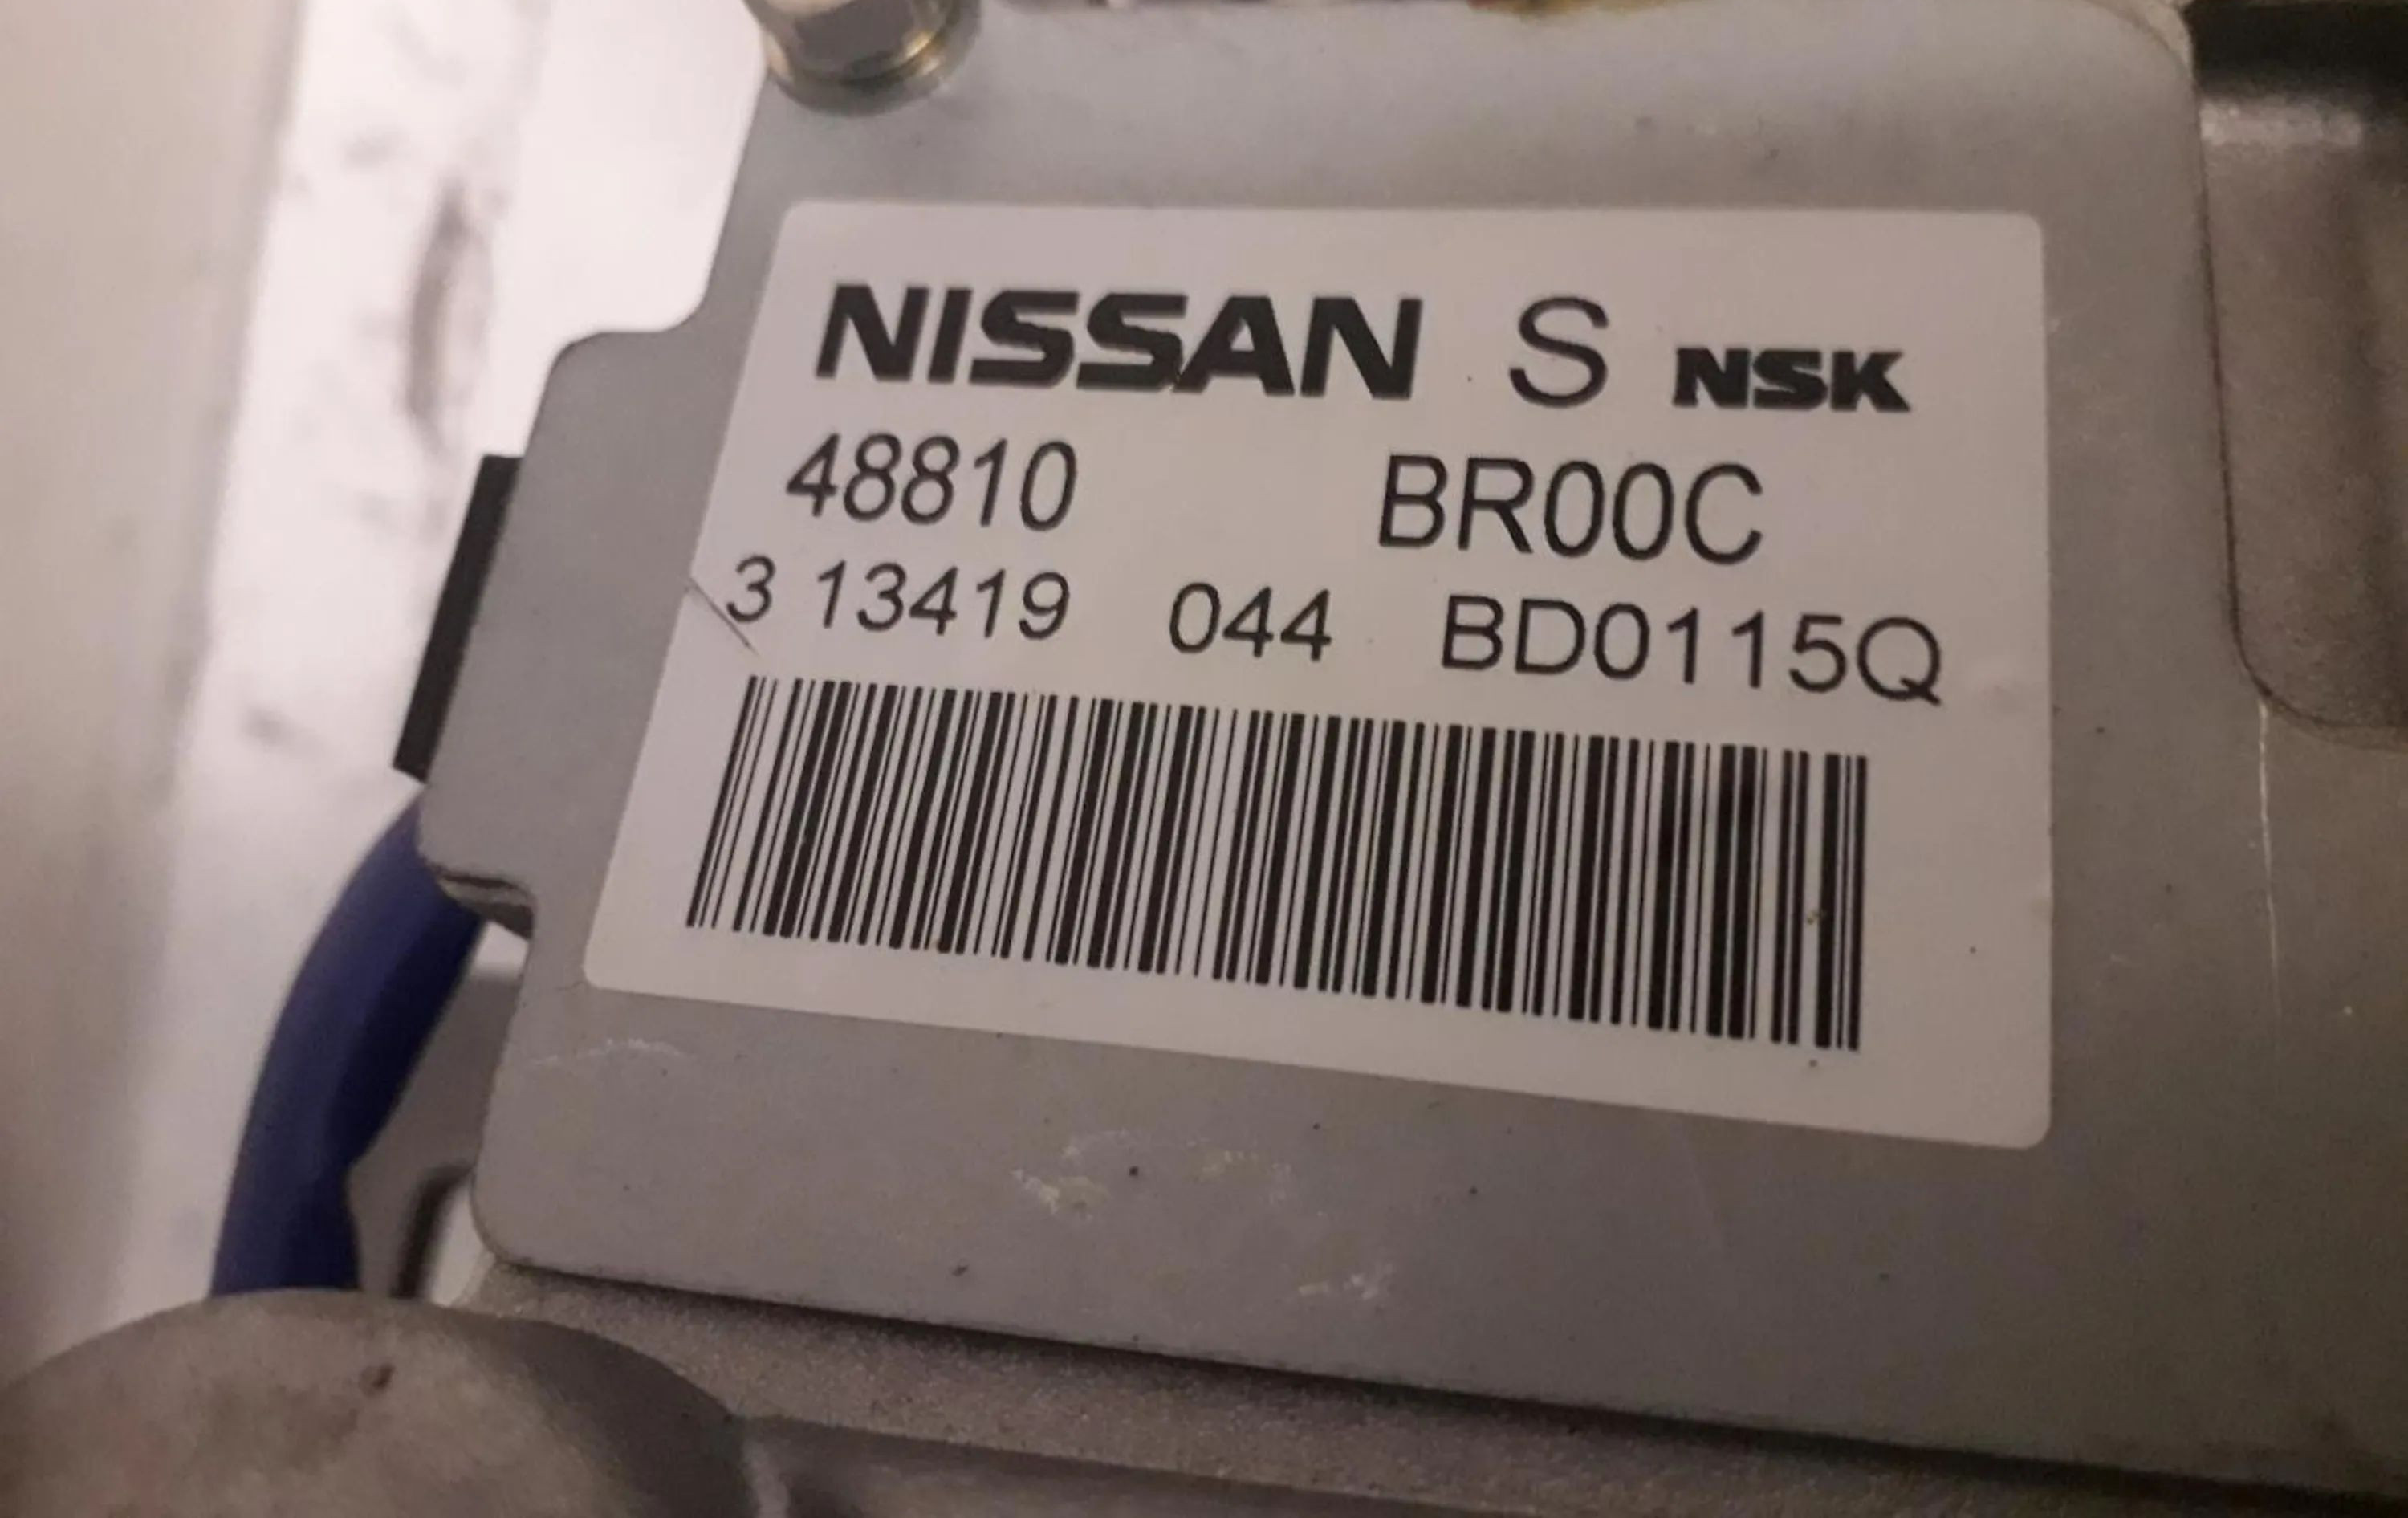 NISSAN S NSK
48810 BR00C
3 13419 044 BD0115Q